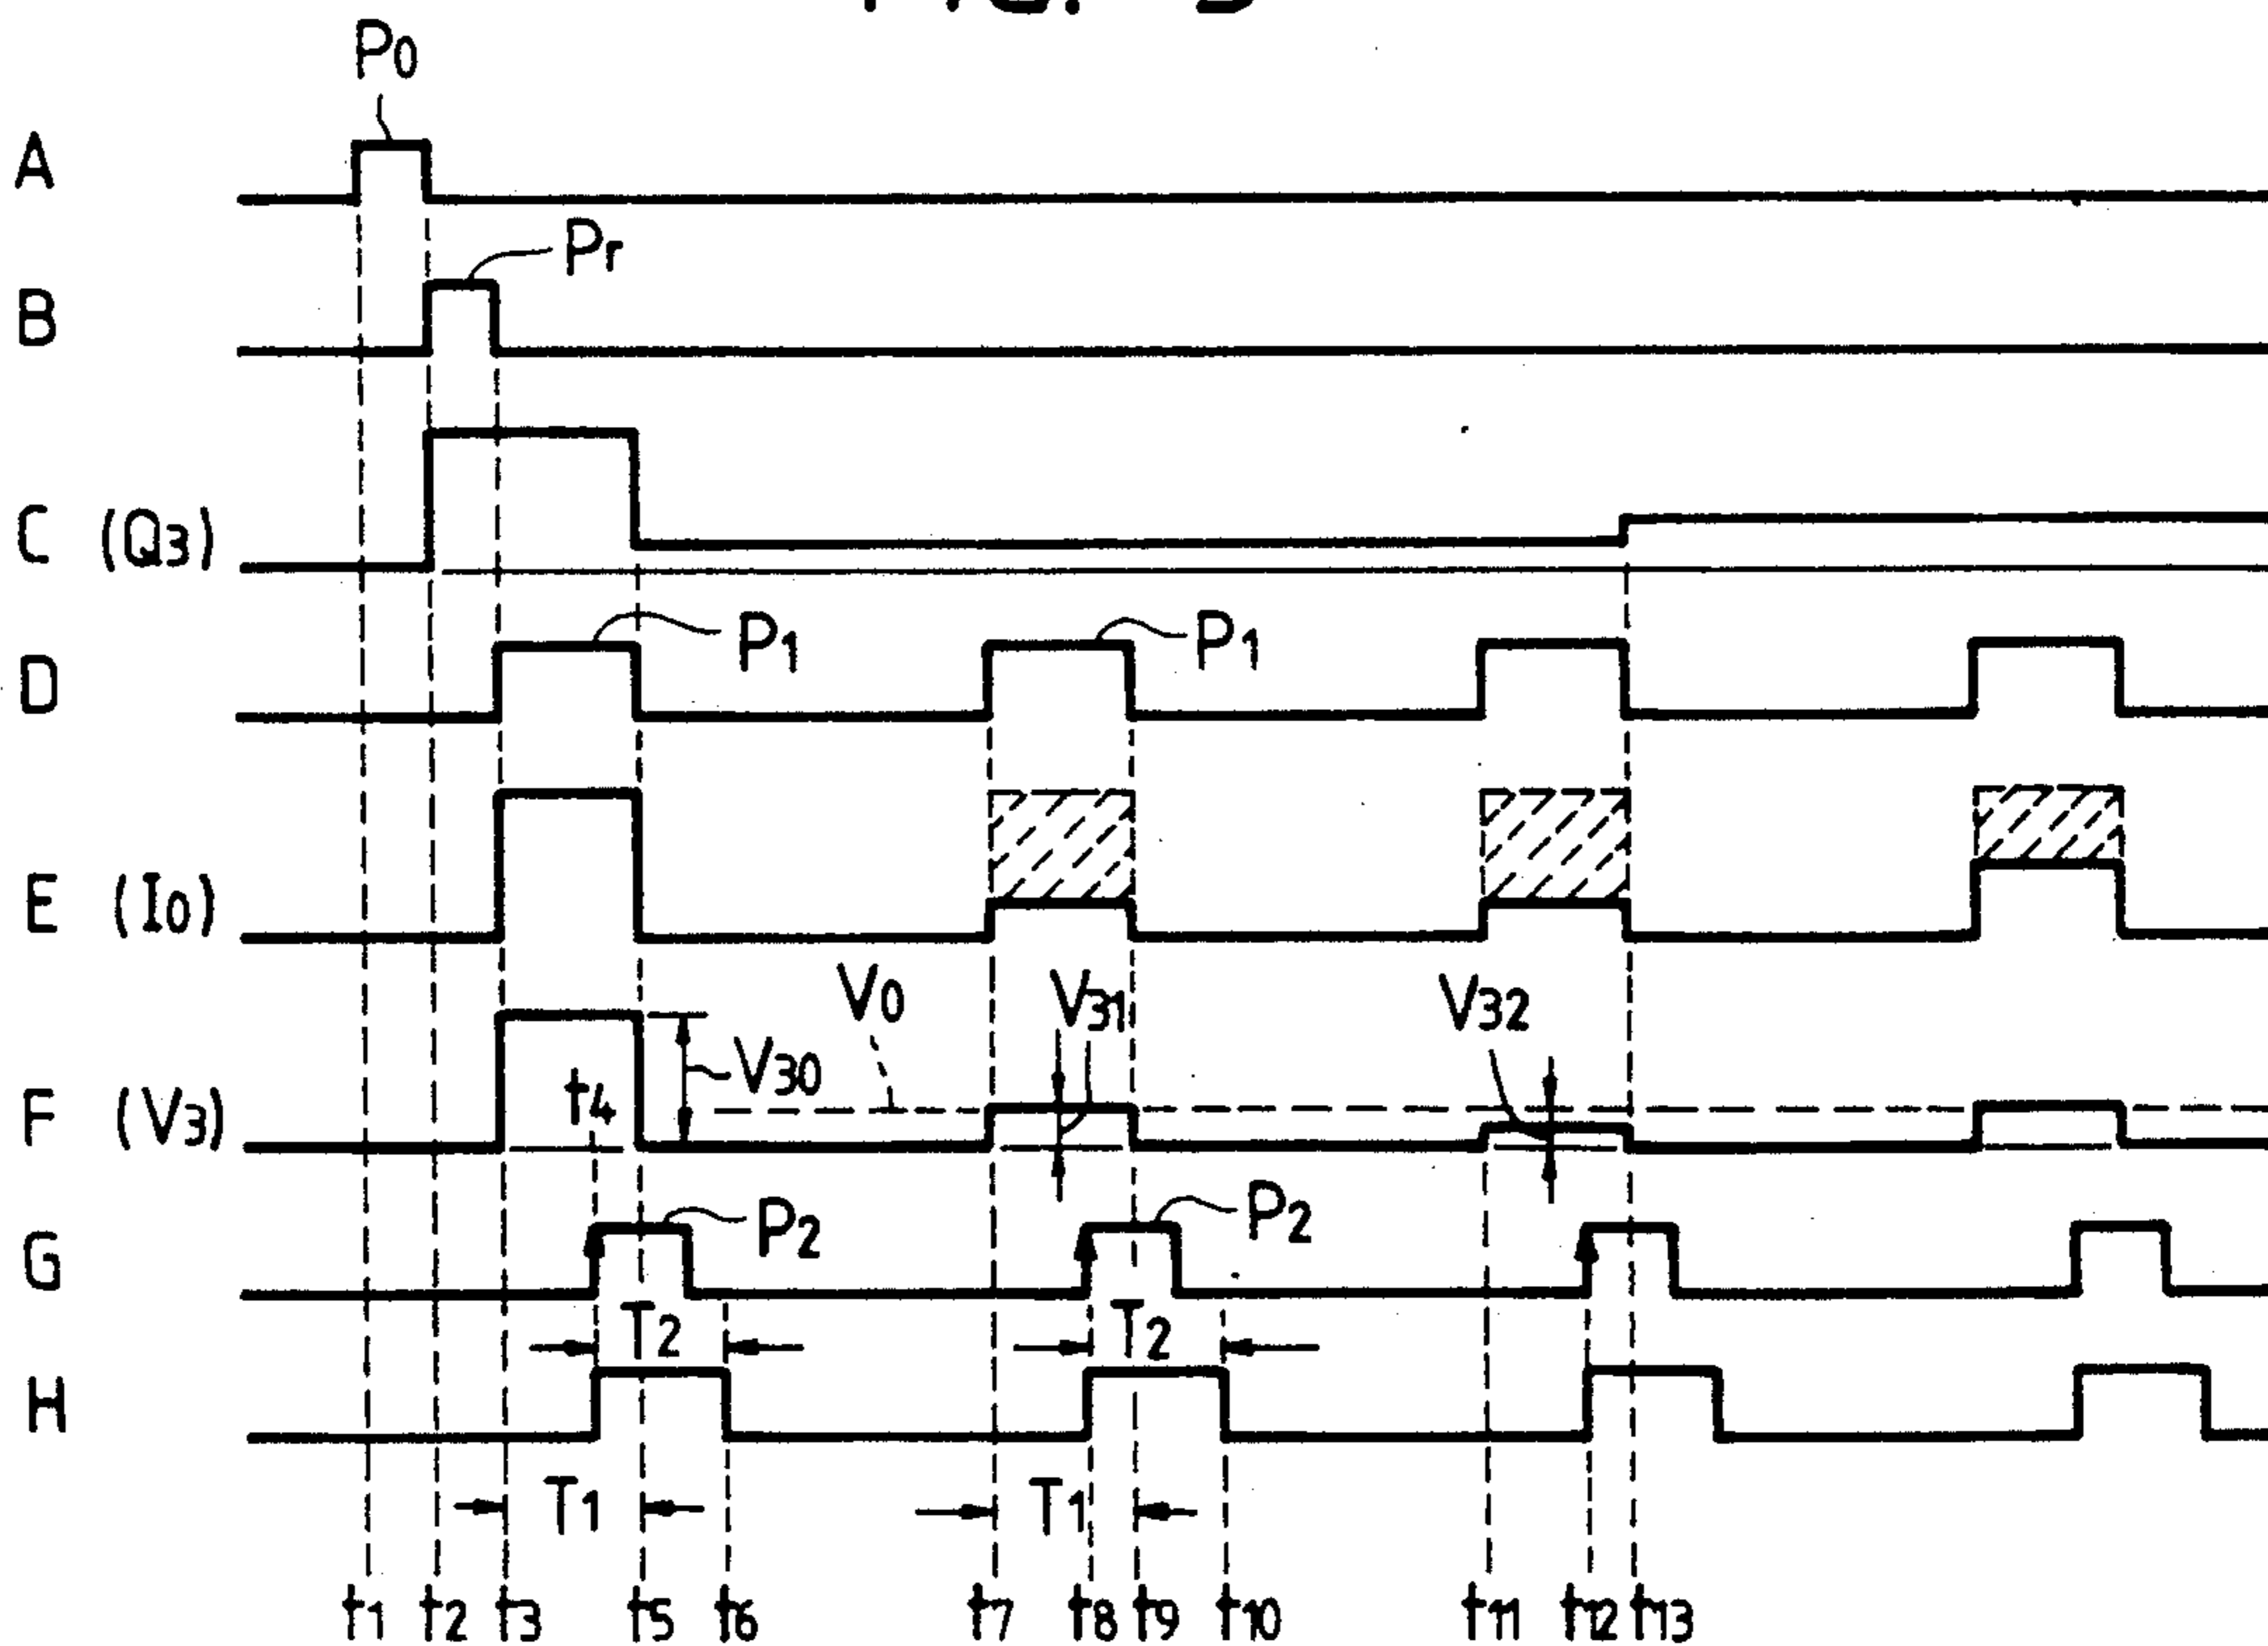 P0
A
Pr
B
C (Q3)
P1 P1
D
E (I0)
V0 V31 V32
V30
t4
F (V3)
P2 P2
G
T2 T2
H
T1 T1
t1 t2 t3 t5 t6 t7 t8 t9 t10 t11 t12 t13